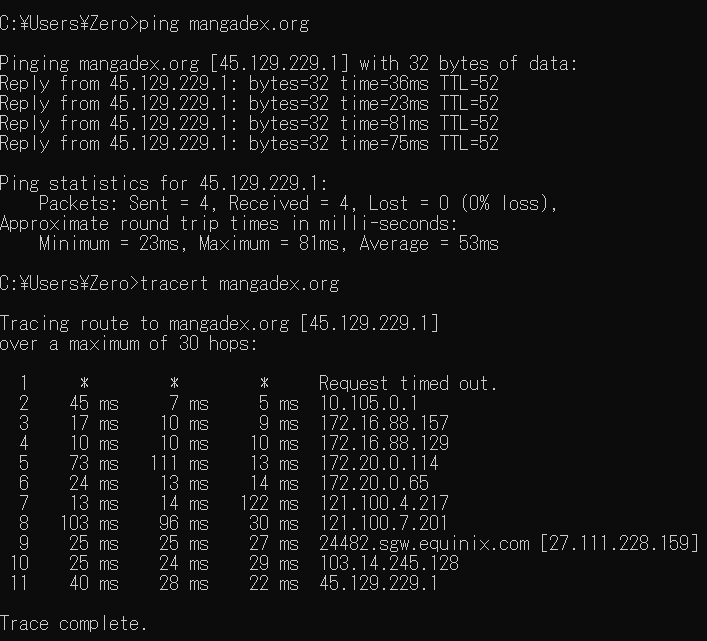 C:¥Users¥Zero>ping mangadex.org
Pinging mangadex.org [45.129.229.1] with 32 bytes of data:
Reply from 45.129.229.1: bytes=32 time=36ms TTL=52
Reply from 45.129.229.1: bytes=32 time=23ms TTL=52
Reply from 45.129.229.1: bytes=32 time=81ms TTL=52
Reply from 45.129.229.1: bytes=32 time=75ms TTL=52
Ping statistics for 45.129.229.1:
Packets: Sent = 4, Received = 4, Lost = 0 (0% loss),
Approximate round trip times in milli-seconds:
Minimum = 23ms, Maximum = 81ms, Average = 53ms
C:¥Users¥Zero>tracert mangadex.org
Tracing route to mangadex.org [45.129.229.1]
over a maximum of 30 hops:
1 * * * Request timed out.
2 45 ms 7 ms 5 ms 10.105.0.1
3 17 ms 10 ms 9 ms 172.16.88.157
4 10 ms 10 ms 10 ms 172.16.88.129
5 73 ms 111 ms 13 ms 172.20.0.114
6 24 ms 13 ms 14 ms 172.20.0.65
7 13 ms 14 ms 122 ms 121.100.4.217
8 103 ms 96 ms 30 ms 121.100.7.201
9 25 ms 25 ms 27 ms 24482.sgw.equinix.com [27.111.228.159]
10 25 ms 24 ms 29 ms 103.14.245.128
11 40 ms 28 ms 22 ms 45.129.229.1
Trace complete.